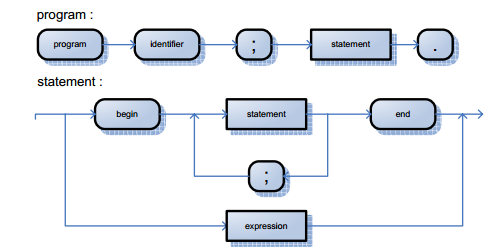 program :
program identifier ; statement .
statement :
begin statement end
;
expression